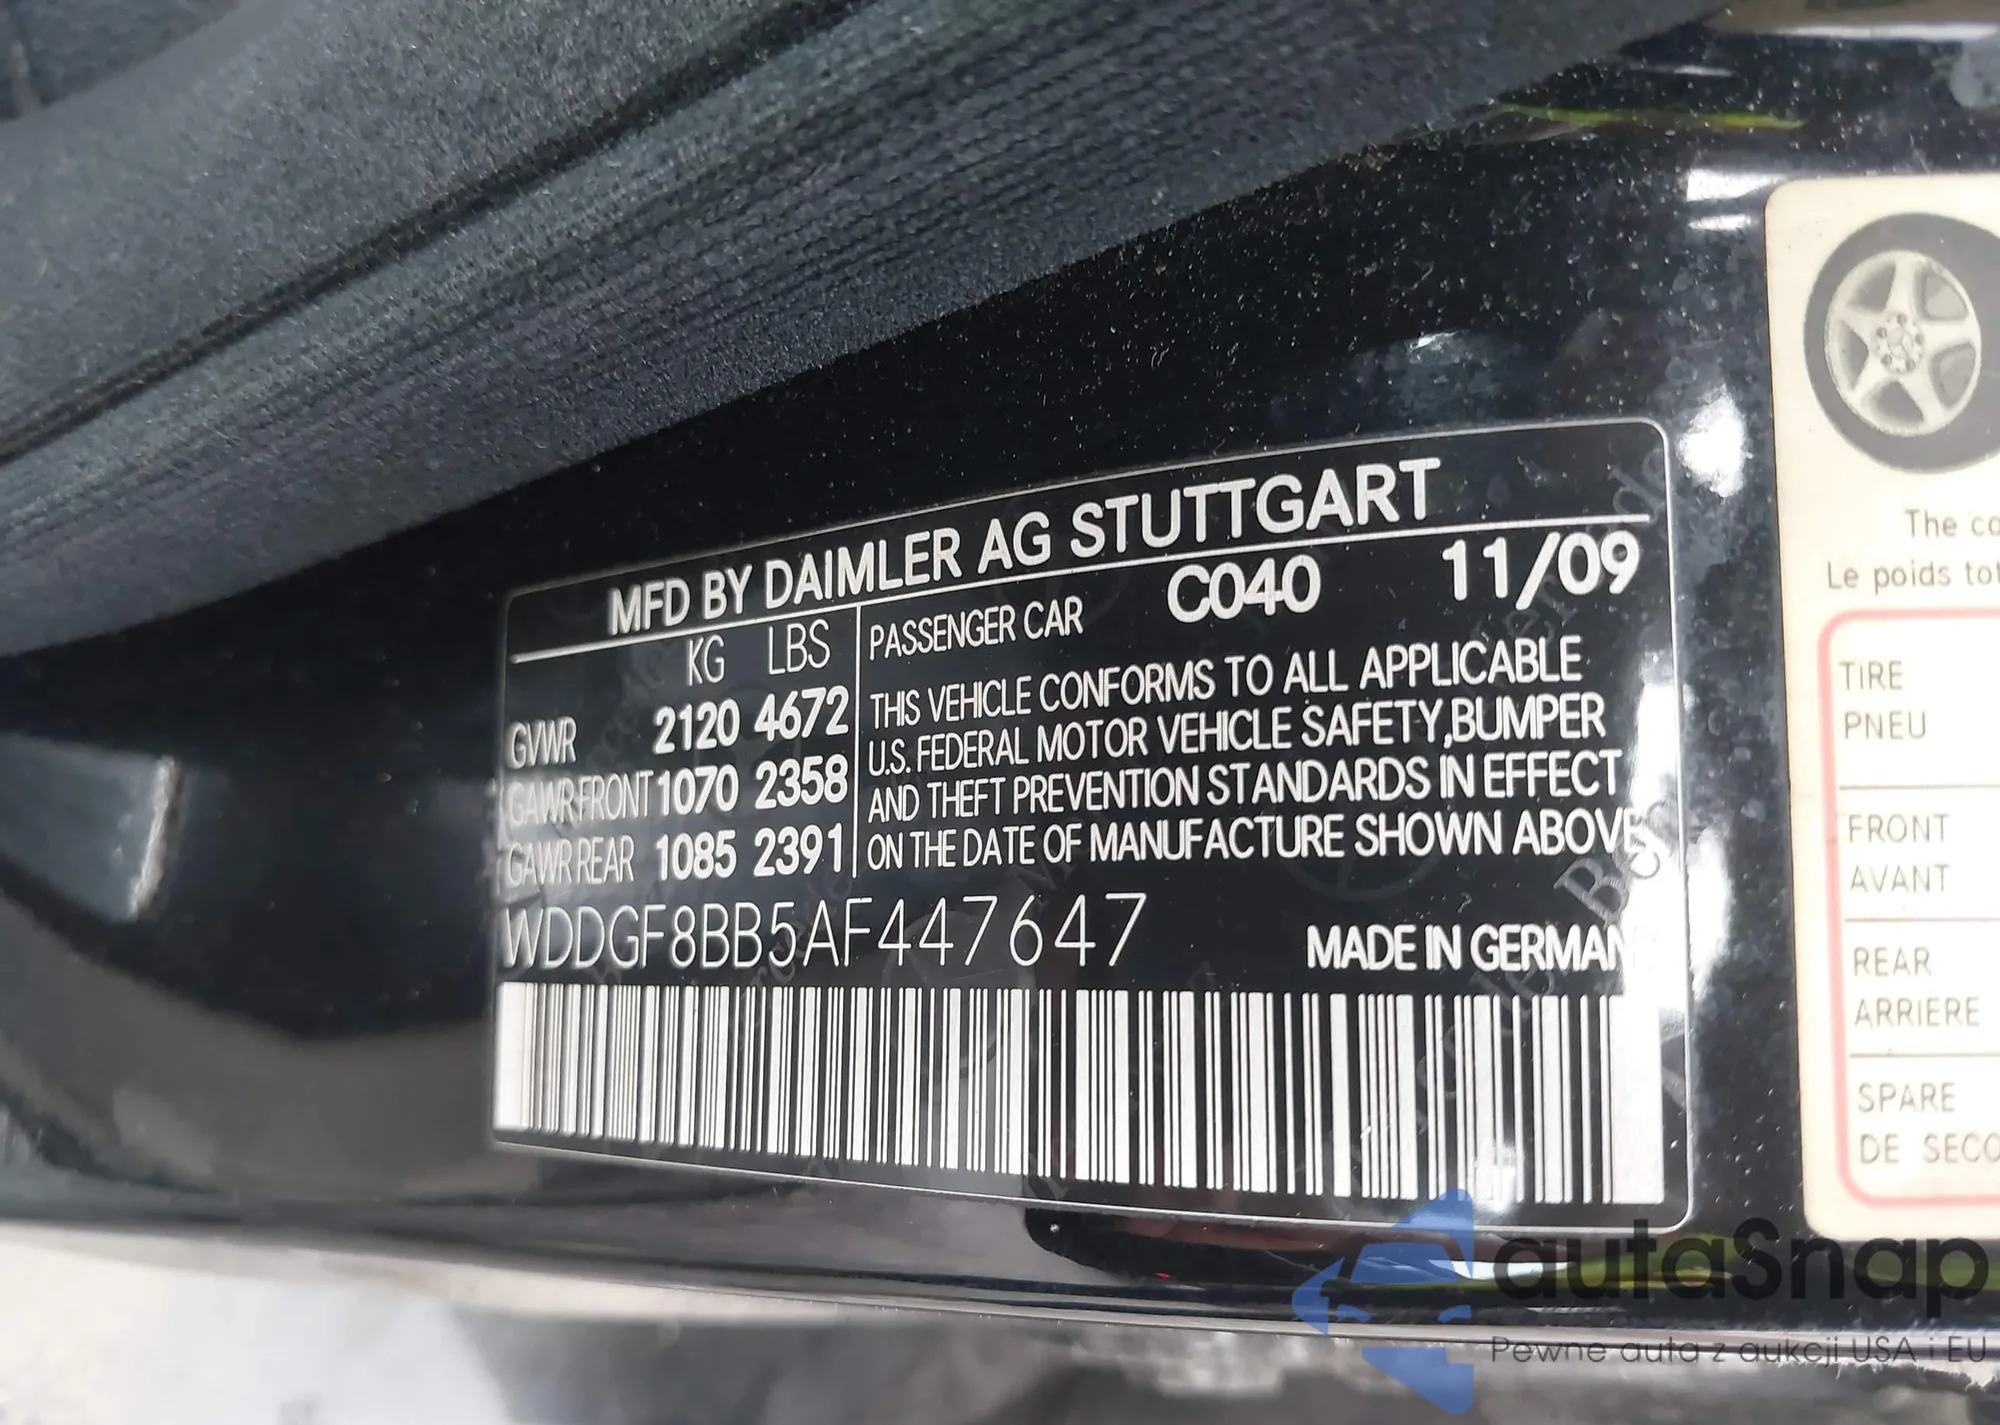 MFD BY DAIMLER AG STUTTGART
KG LBS
GVWR 2120 4672
GAWR FRONT 1070 2358
GAWR REAR 1085 2391
PASSENGER CAR C040 11/09
THIS VEHICLE CONFORMS TO ALL APPLICABLE
U.S. FEDERAL MOTOR VEHICLE SAFETY,BUMPER
AND THEFT PREVENTION STANDARDS IN EFFECT
ON THE DATE OF MANUFACTURE SHOWN ABOVE
WDDGF8BB5AF447647
MADE IN GERMAN
The co
Le poids tot
TIRE
PNEU
FRONT
AVANT
REAR
ARRIÈRE
SPARE
DE SECO
autaSnap
Pewne auta z aukcji USA i EU